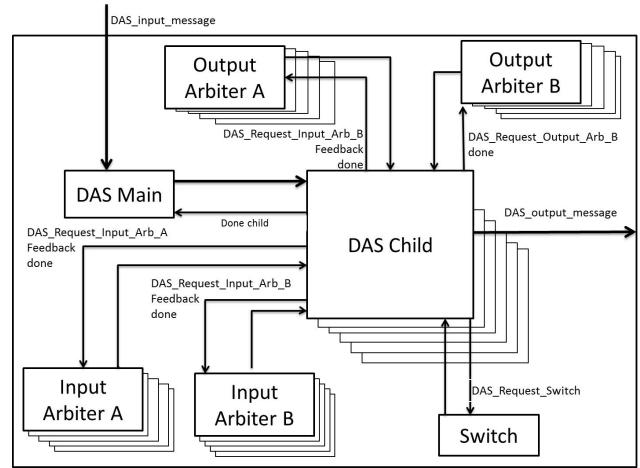 DAS_input_message
Output
Arbiter A
Output
Arbiter B
DAS_Request_Input_Arb_B
Feedback
done
DAS_Request_Output_Arb_B
done
DAS Main
DAS Child
DAS_output_message
Done child
DAS_Request_Input_Arb_A
Feedback
done
DAS_Request_Input_Arb_B
Feedback
done
Input
Arbiter A
Input
Arbiter B
DAS_Request_Switch
Switch